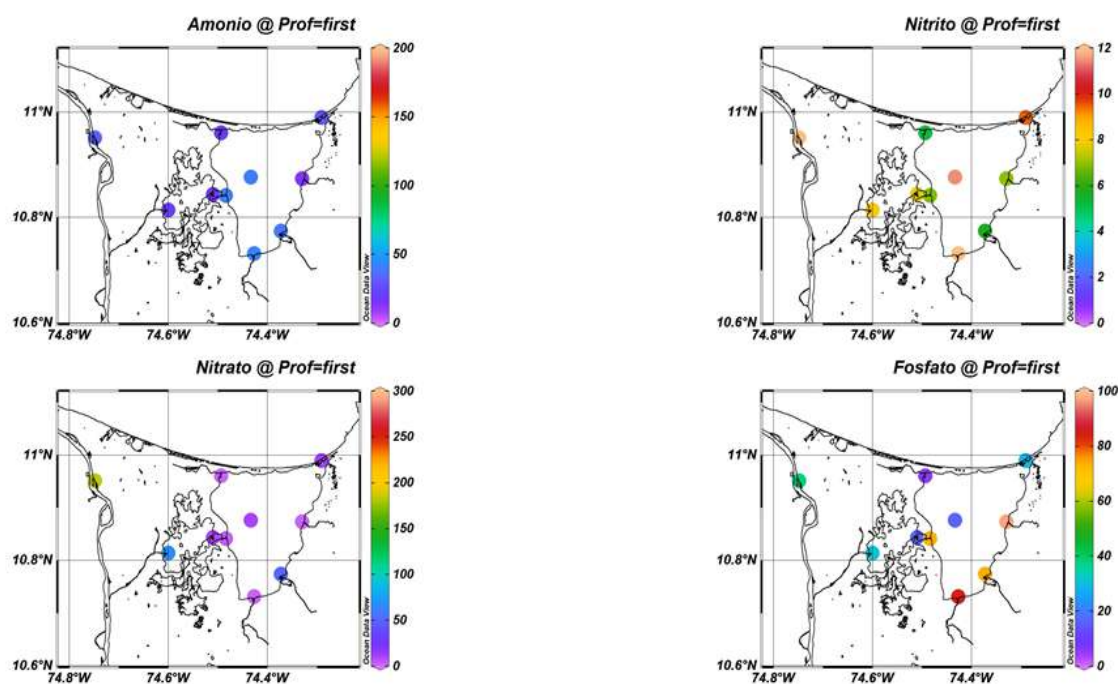 Amonio @ Prof=first
200
150
100
50
0
11°N
10.8°N
10.6°N
74.8°W 74.6°W 74.4°W
Ocean Data View
Nitrito @ Prof=first
12
10
8
6
4
2
0
11°N
10.8°N
10.6°N
74.8°W 74.6°W 74.4°W
Ocean Data View
Nitrato @ Prof=first
300
250
200
150
100
50
0
11°N
10.8°N
10.6°N
74.8°W 74.6°W 74.4°W
Ocean Data View
Fosfato @ Prof=first
100
80
60
40
20
0
11°N
10.8°N
10.6°N
74.8°W 74.6°W 74.4°W
Ocean Data View